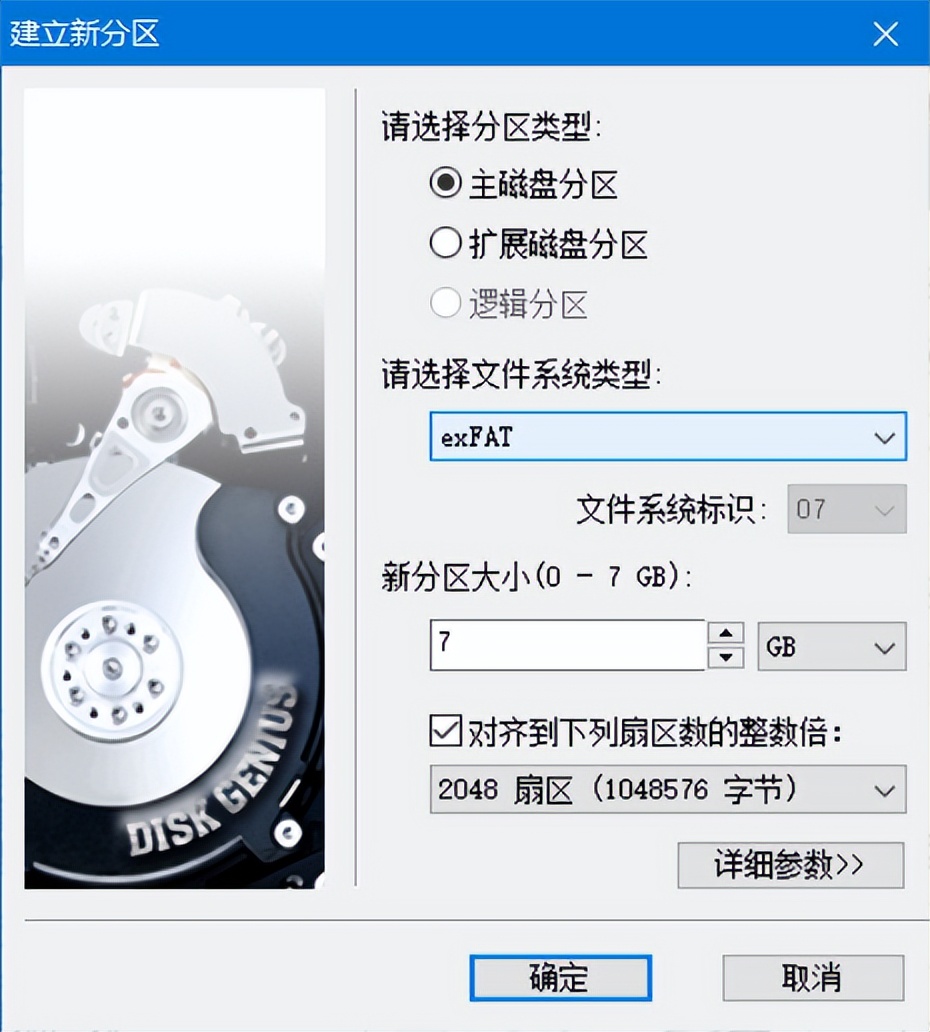 建立新分区
请选择分区类型:
主磁盘分区
扩展磁盘分区
逻辑分区
请选择文件系统类型:
exFAT
文件系统标识: 07
新分区大小(0 - 7 GB):
7 GB
对齐到下列扇区数的整数倍:
2048 扇区 (1048576 字节)
详细参数>>
DISK GENIUS
确定 取消